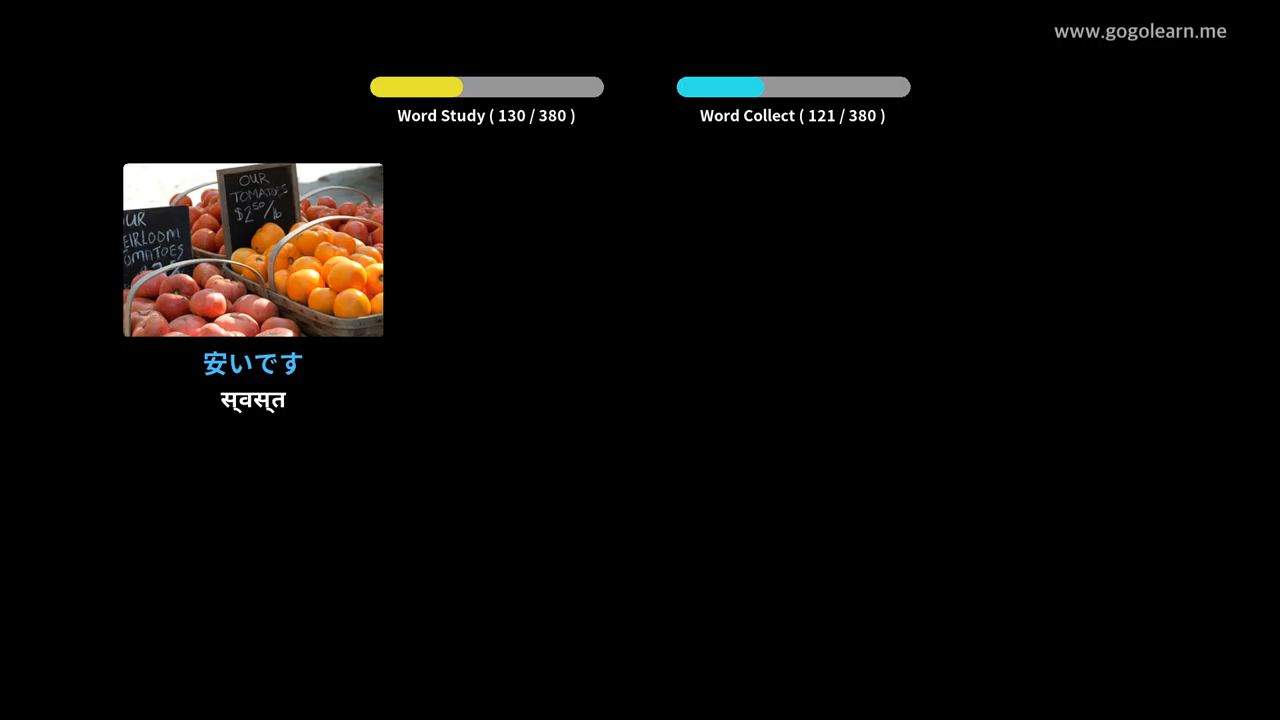 www.gogolearn.me
Word Study ( 130 / 380 )
Word Collect ( 121 / 380 )
OUR
TOMATOES
$2.50/lb
UR
EIRLOOM
OMATOES
安いです
स्वस्त